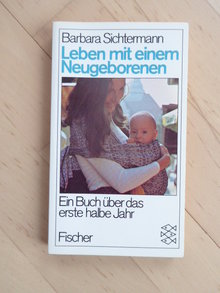 Barbara Sichtermann
Leben mit einem
Neugeborenen
Ein Buch über das
erste halbe Jahr
Fischer